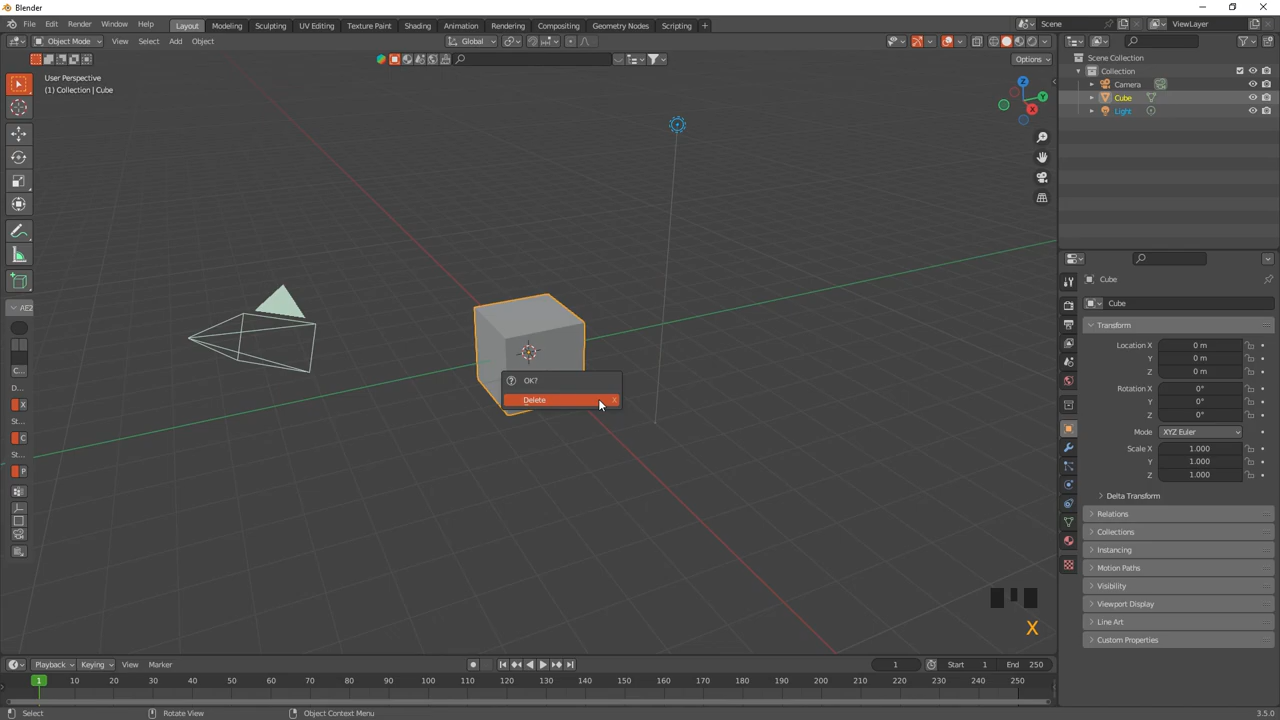 Blender
File Edit Render Window Help Layout Modeling Sculpting UV Editing Texture Paint Shading Animation Rendering Compositing Geometry Nodes Scripting + Scene ViewLayer
Object Mode View Select Add Object Global
Options
User Perspective
(1) Collection | Cube
Z
Y
X
Scene Collection
Collection
Camera
Cube
Light
AE2
C...
D...
X
St...
C
St...
P
OK?
Delete X
Cube
Cube
Transform
Location X 0 m
Y 0 m
Z 0 m
Rotation X 0°
Y 0°
Z 0°
Mode XYZ Euler
Scale X 1.000
Y 1.000
Z 1.000
Delta Transform
Relations
Collections
Instancing
Motion Paths
Visibility
Viewport Display
Line Art
Custom Properties
X
Playback Keying View Marker 1 Start 1 End 250
1 10 20 30 40 50 60 70 80 90 100 110 120 130 140 150 160 170 180 190 200 210 220 230 240 250
Select Rotate View Object Context Menu 3.5.0